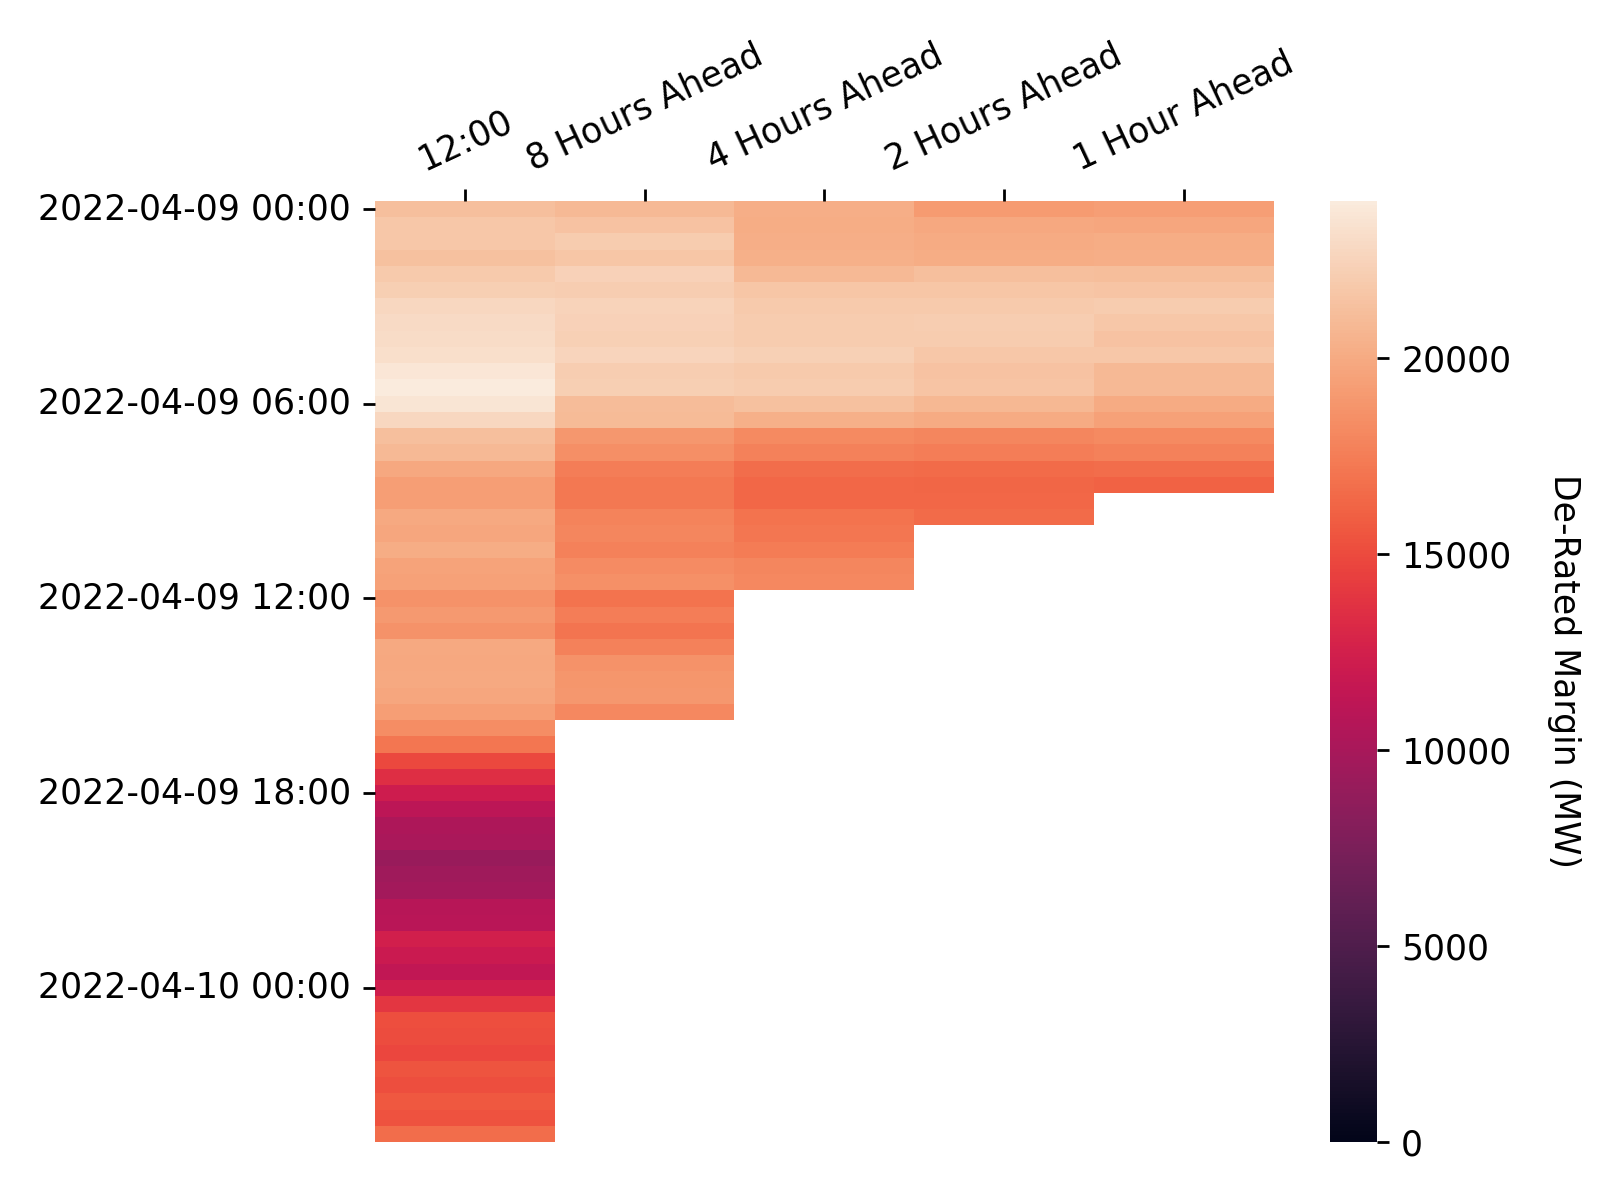 12:00
8 Hours Ahead
4 Hours Ahead
2 Hours Ahead
1 Hour Ahead
2022-04-09 00:00
2022-04-09 06:00
2022-04-09 12:00
2022-04-09 18:00
2022-04-10 00:00
20000
15000
10000
5000
0
De-Rated Margin (MW)